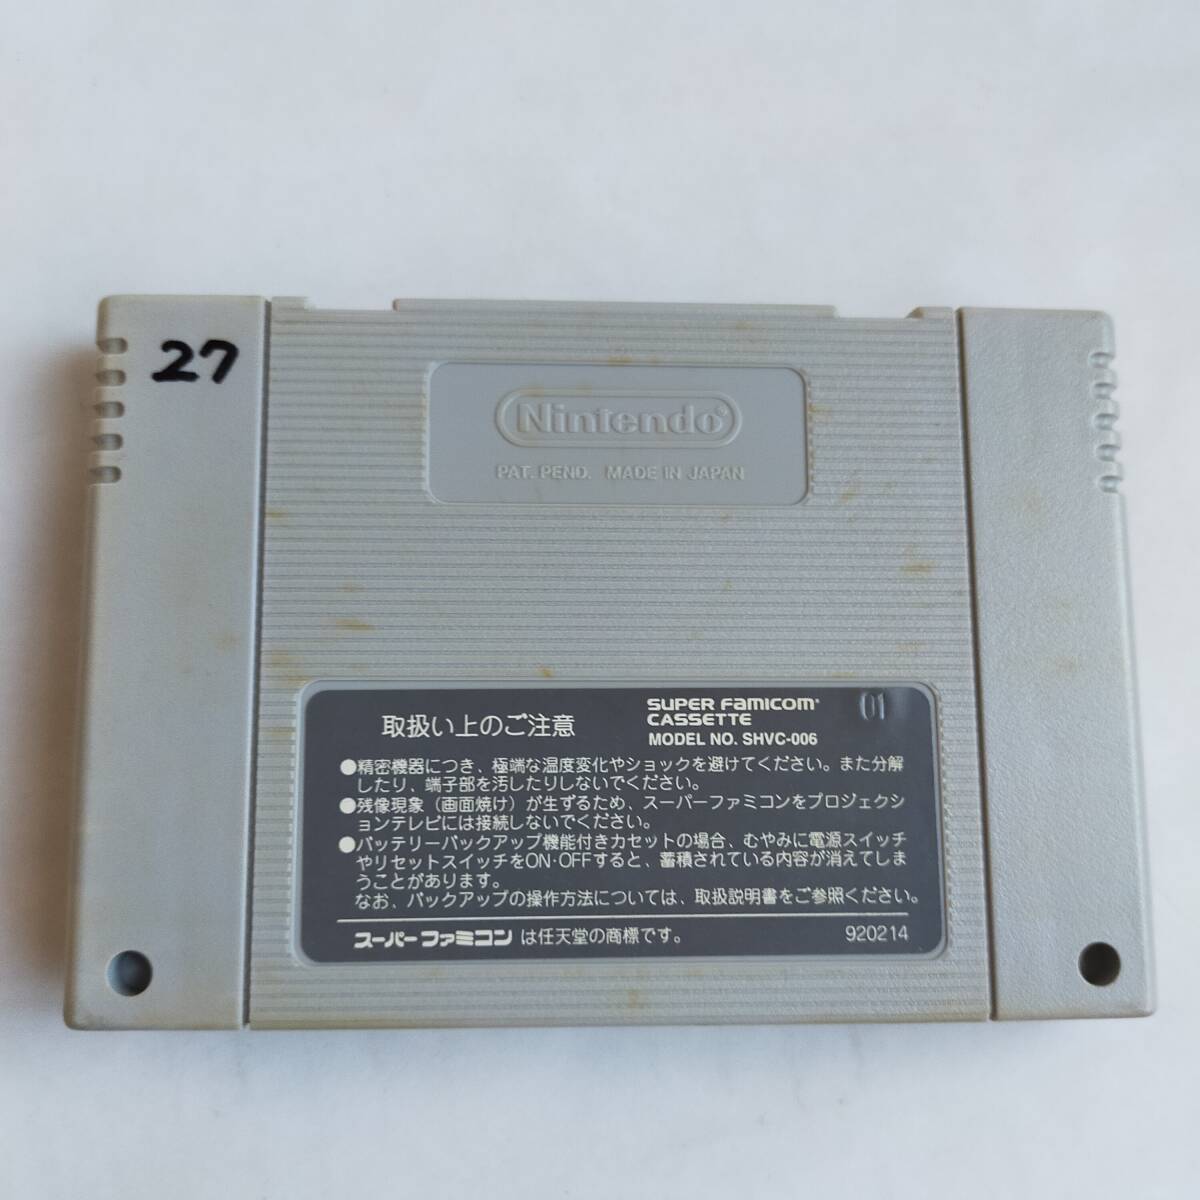 27
Nintendo®
PAT. PEND. MADE IN JAPAN
取扱い上のご注意
SUPER FAMICOM®
CASSETTE
MODEL NO. SHVC-006
01
●精密機器につき、極端な温度変化やショックを避けてください。また分解
したり、端子部を汚したりしないでください。
●残像現象（画面焼け）が生ずるため、スーパーファミコンをプロジェクシ
ョンテレビには接続しないでください。
●バッテリーバックアップ機能付きカセットの場合、むやみに電源スイッチ
やリセットスイッチをON·OFFすると、蓄積されている内容が消えてしま
うことがあります。
なお、バックアップの操作方法については、取扱説明書をご参照ください。
スーパーファミコン は任天堂の商標です。
920214